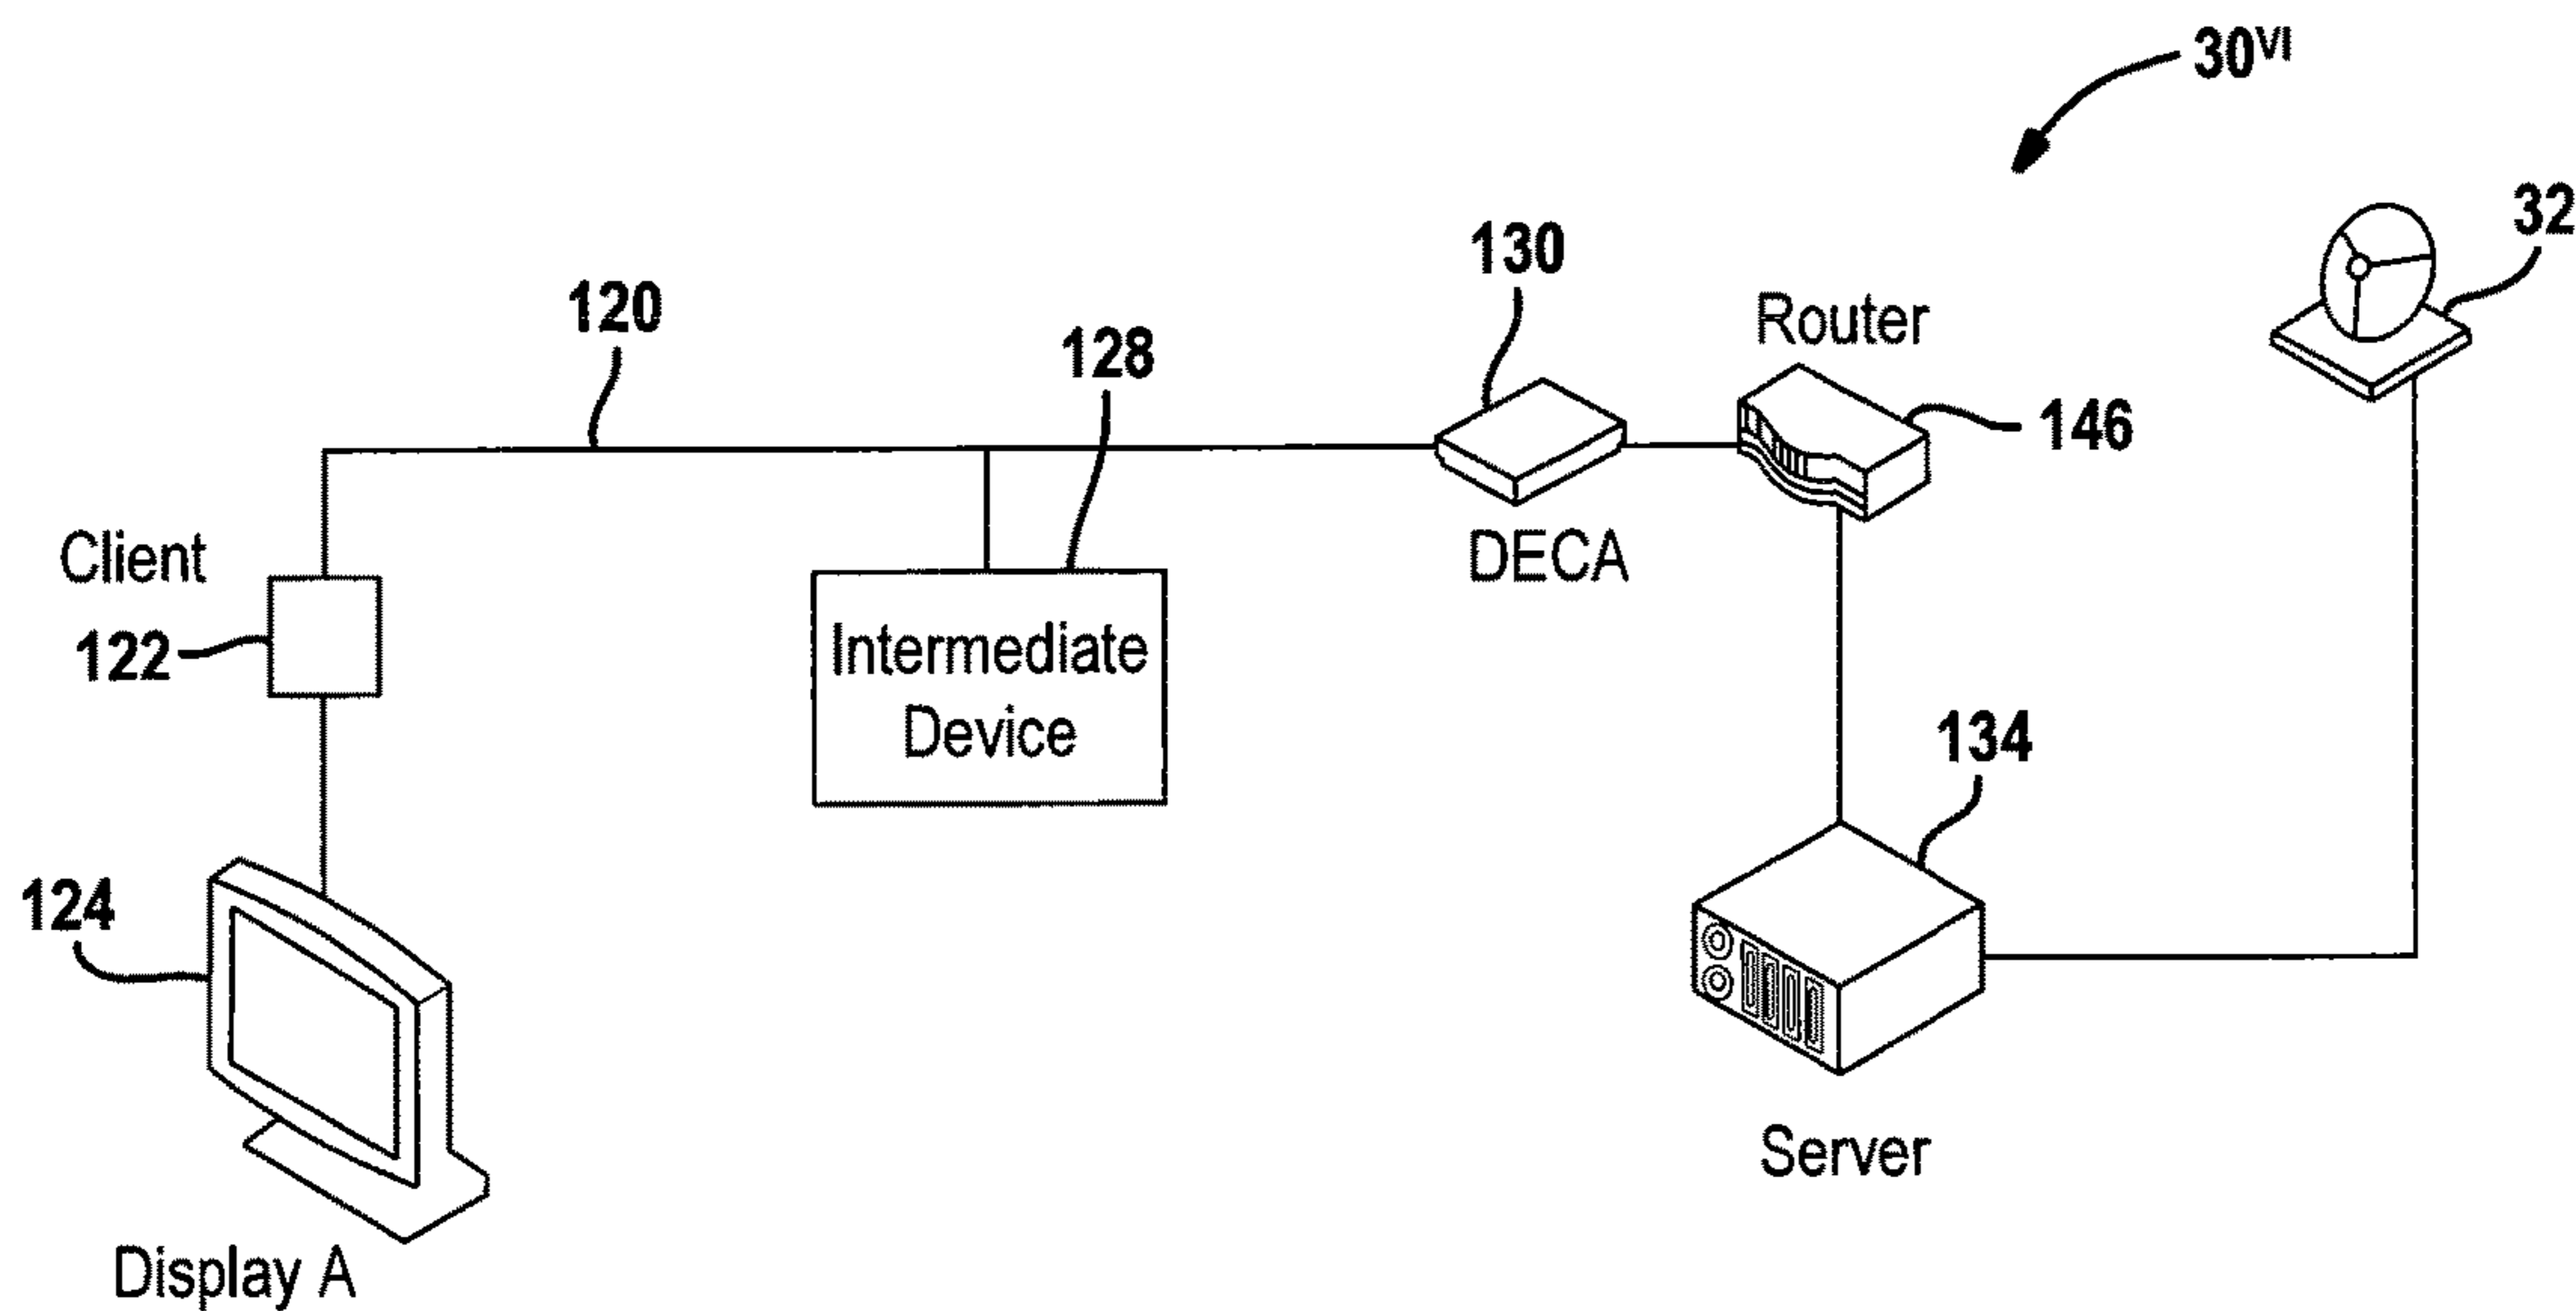 30VI
32
130
Router
120
128
146
Client
DECA
122
Intermediate
Device
134
124
Server
Display A